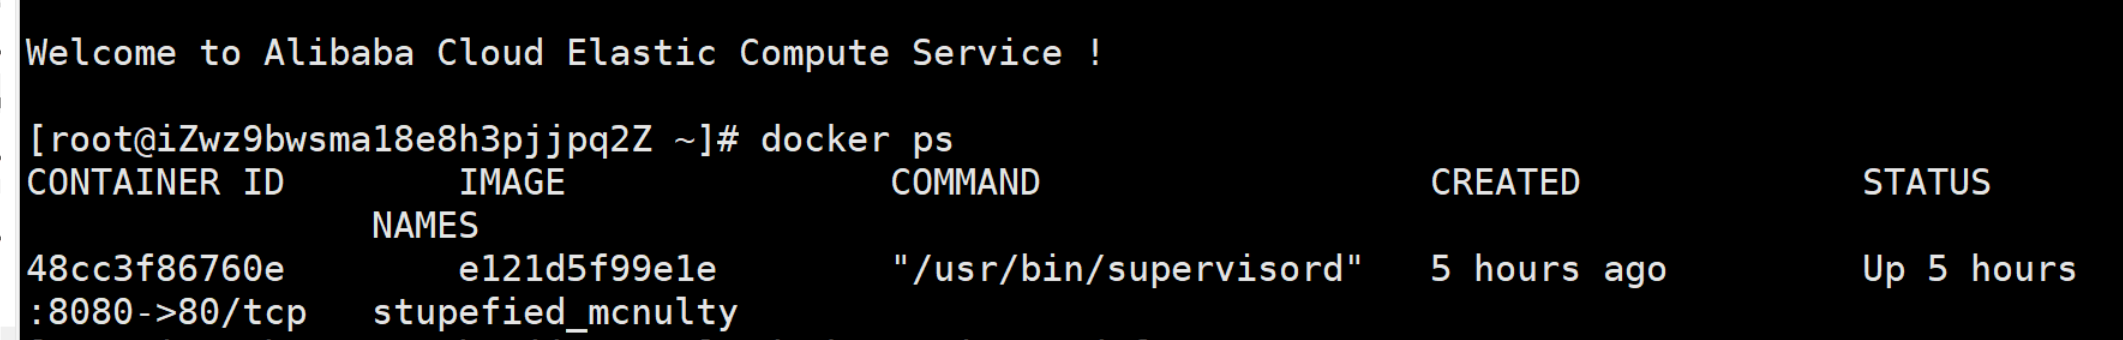 Welcome to Alibaba Cloud Elastic Compute Service !
[root@iZwz9bwsma18e8h3pjjpq2Z ~]# docker ps
CONTAINER ID        IMAGE               COMMAND                  CREATED             STATUS
                NAMES
48cc3f86760e        e121d5f99e1e        "/usr/bin/supervisord"   5 hours ago         Up 5 hours
:8080->80/tcp   stupefied_mcnulty